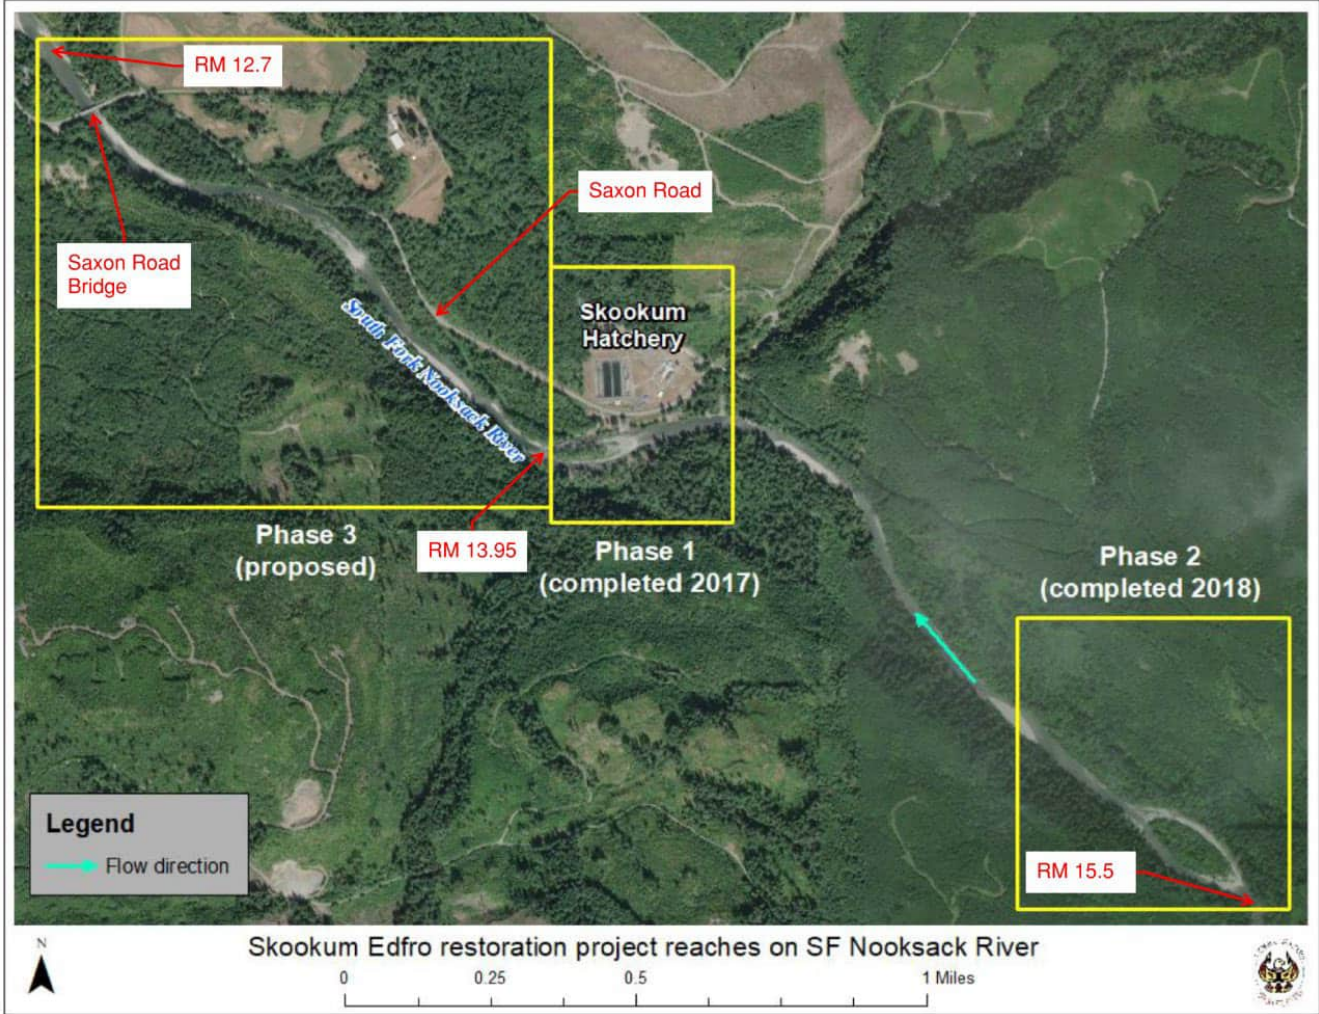 RM 12.7
Saxon Road
Saxon Road
Bridge
Skookum
Hatchery
South Fork Nooksack River
Phase 3
(proposed)
RM 13.95
Phase 1
(completed 2017)
Phase 2
(completed 2018)
Legend
Flow direction
RM 15.5
N
Skookum Edfro restoration project reaches on SF Nooksack River
0 0.25 0.5 1 Miles